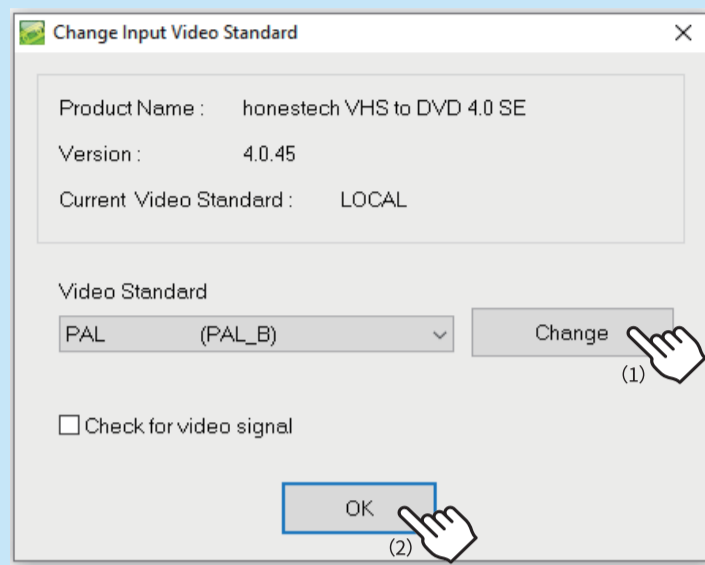 Change Input Video Standard
Product Name : honestech VHS to DVD 4.0 SE
Version : 4.0.45
Current Video Standard : LOCAL
Video Standard
PAL (PAL_B)
Change
(1)
Check for video signal
OK
(2)